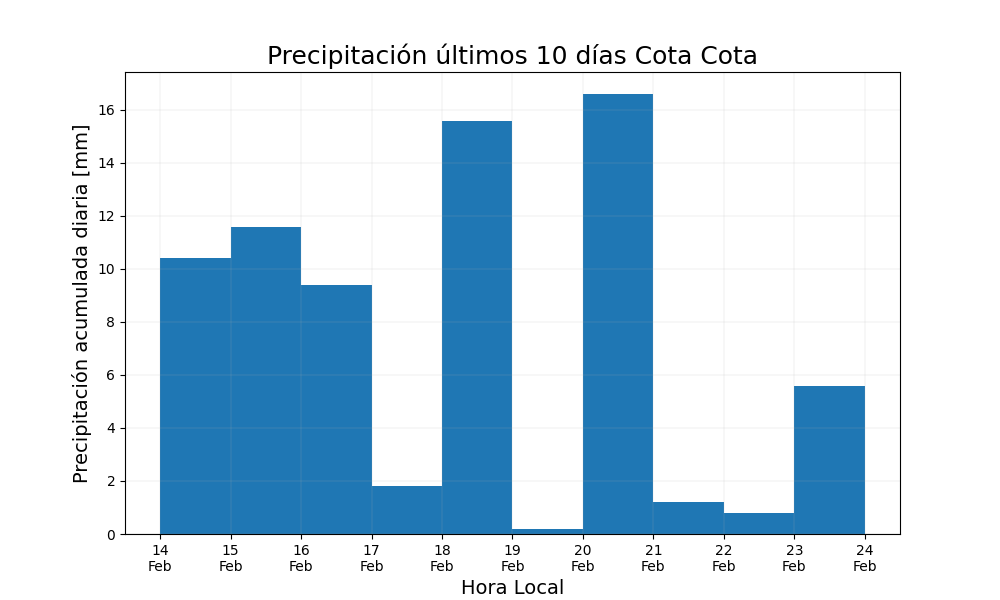 Precipitación últimos 10 días Cota Cota
Precipitación acumulada diaria [mm]
16
14
12
10
8
6
4
2
0
14 15 16 17 18 19 20 21 22 23 24
Feb Feb Feb Feb Feb Feb Feb Feb Feb Feb Feb
Hora Local